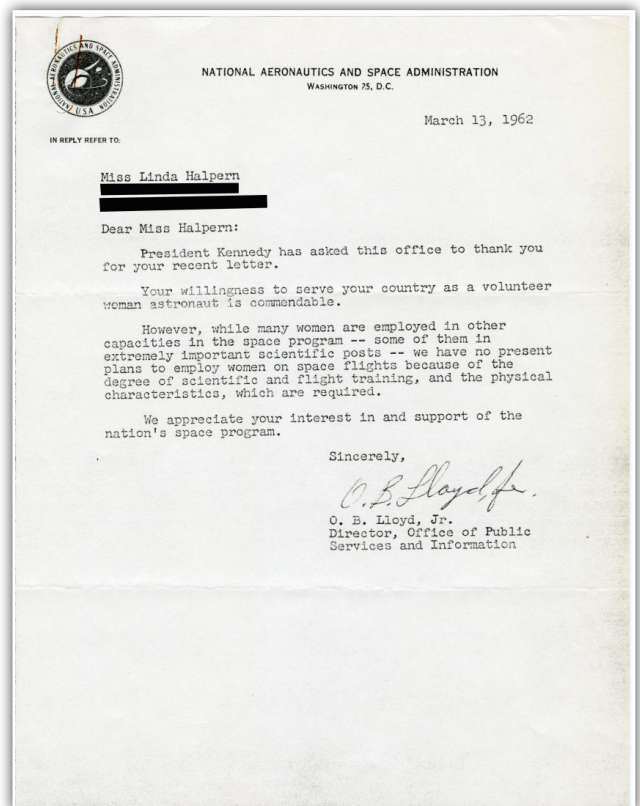 NATIONAL AERONAUTICS AND SPACE ADMINISTRATION
U S A
NATIONAL AERONAUTICS AND SPACE ADMINISTRATION
WASHINGTON 25, D.C.
March 13, 1962
IN REPLY REFER TO:
Miss Linda Halpern
Dear Miss Halpern:
President Kennedy has asked this office to thank you
for your recent letter.
Your willingness to serve your country as a volunteer
woman astronaut is commendable.
However, while many women are employed in other
capacities in the space program -- some of them in
extremely important scientific posts -- we have no present
plans to employ women on space flights because of the
degree of scientific and flight training, and the physical
characteristics, which are required.
We appreciate your interest in and support of the
nation's space program.
Sincerely,
O. B. Lloyd, Jr.
O. B. Lloyd, Jr.
Director, Office of Public
Services and Information